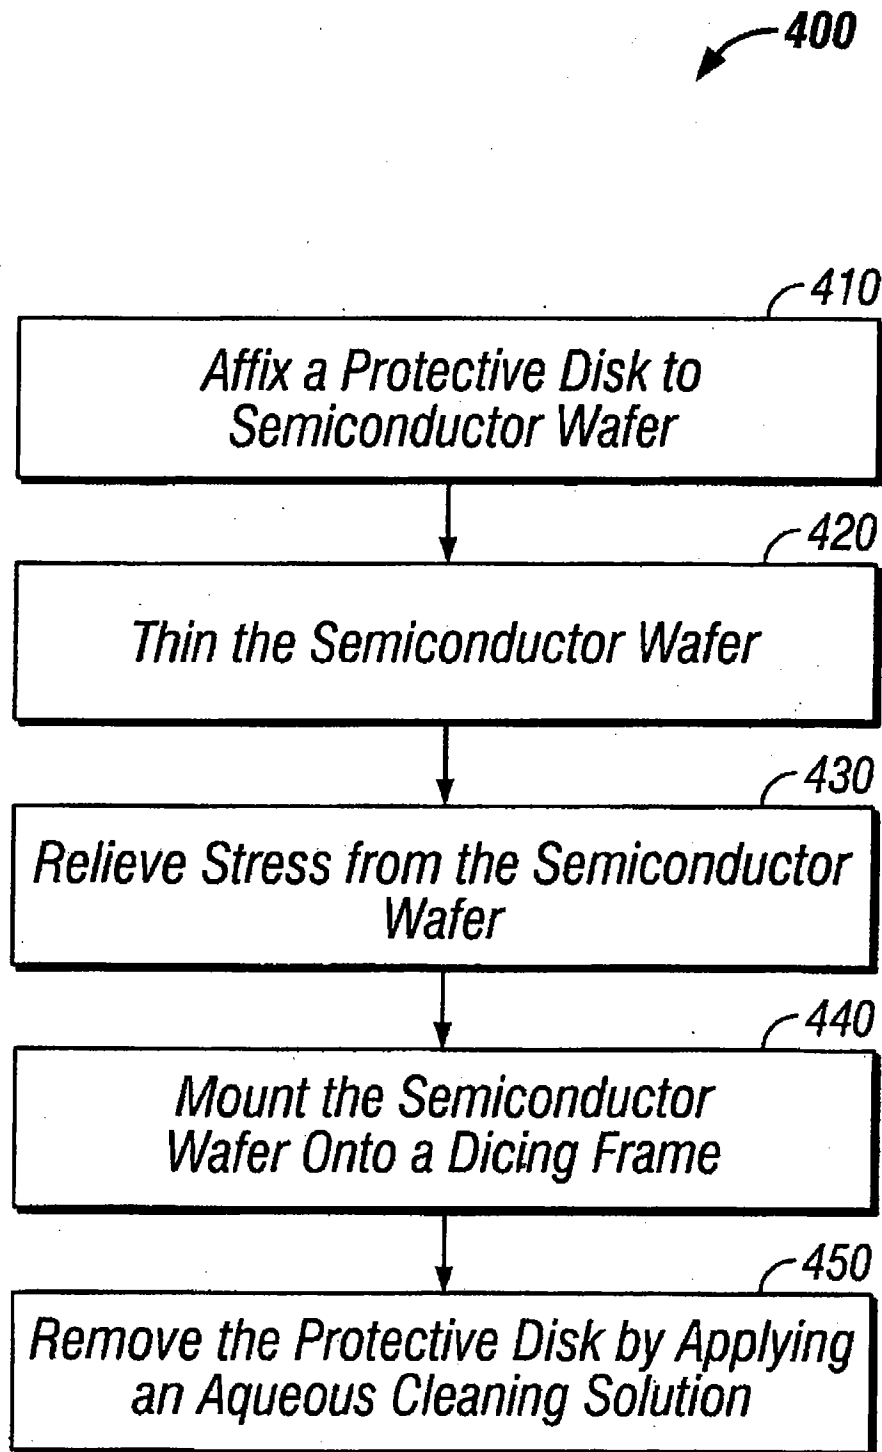 400
410
Affix a Protective Disk to
Semiconductor Wafer
420
Thin the Semiconductor Wafer
430
Relieve Stress from the Semiconductor
Wafer
440
Mount the Semiconductor
Wafer Onto a Dicing Frame
450
Remove the Protective Disk by Applying
an Aqueous Cleaning Solution